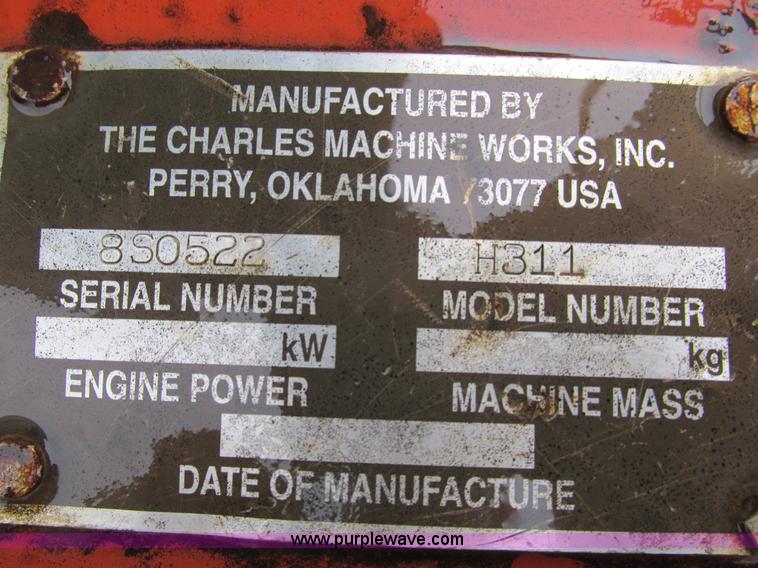 MANUFACTURED BY
THE CHARLES MACHINE WORKS, INC.
PERRY, OKLAHOMA 73077 USA
8S0522 H311
SERIAL NUMBER MODEL NUMBER
kW kg
ENGINE POWER MACHINE MASS
DATE OF MANUFACTURE
www.purplewave.com